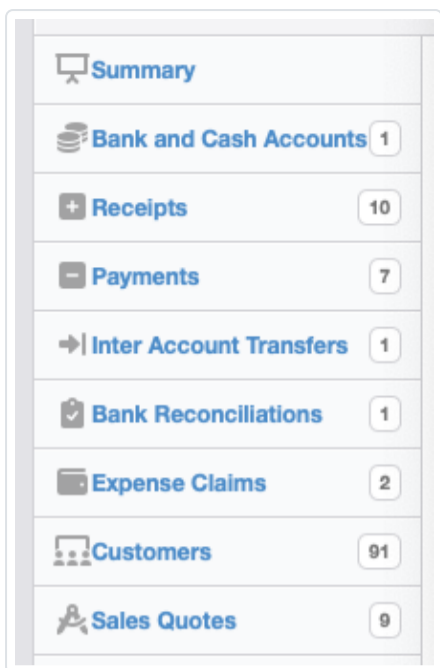 Summary
Bank and Cash Accounts 1
Receipts 10
Payments 7
Inter Account Transfers 1
Bank Reconciliations 1
Expense Claims 2
Customers 91
Sales Quotes 9